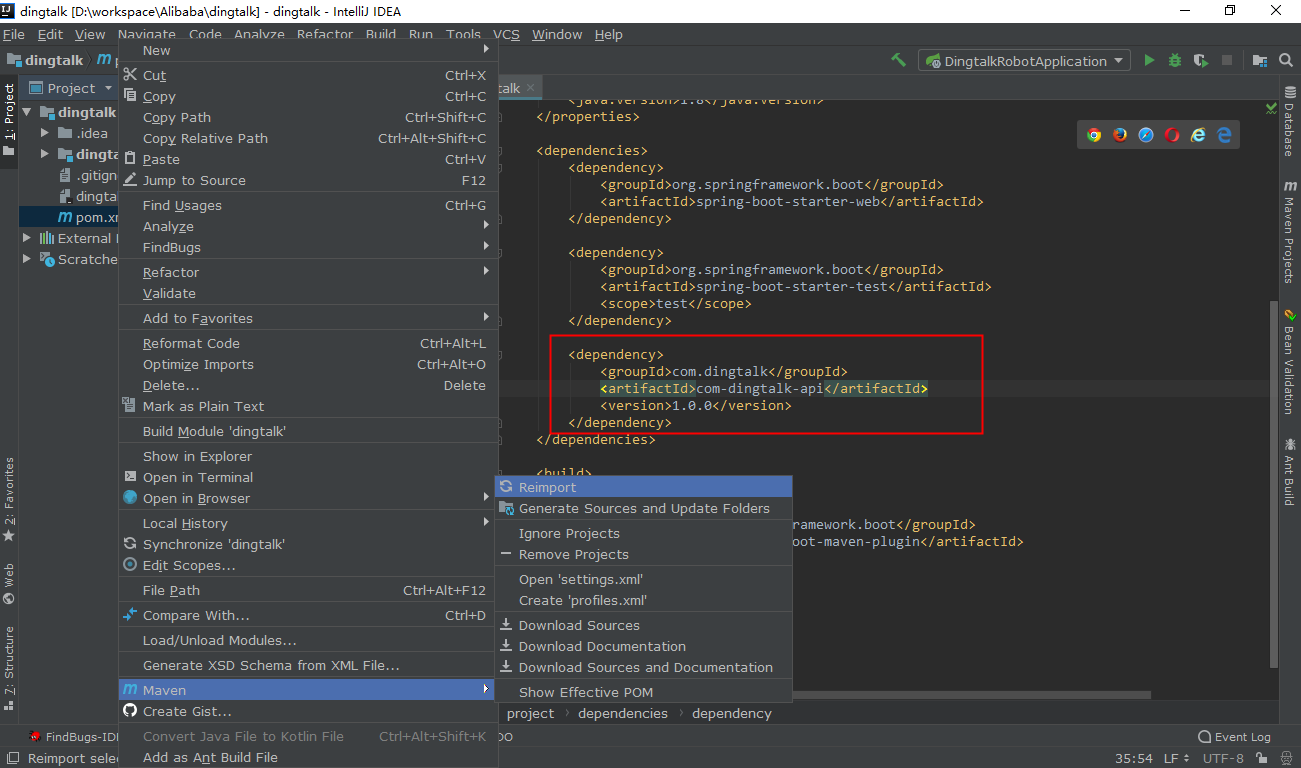 dingtalk [D:\workspace\Alibaba\dingtalk] - dingtalk - IntelliJ IDEA
File Edit View Navigate Code Analyze Refactor Build Run Tools VCS Window Help
dingtalk
DingtalkRobotApplication
Project
talk
1: Project
dingtalk
.idea
dingta
.gitign
dingta
pom.xm
External
Scratche
2: Favorites
Web
7: Structure
New
Cut Ctrl+X
Copy Ctrl+C
Copy Path Ctrl+Shift+C
Copy Relative Path Ctrl+Alt+Shift+C
Paste Ctrl+V
Jump to Source F12
Find Usages Ctrl+G
Analyze
FindBugs
Refactor
Validate
Add to Favorites
Reformat Code Ctrl+Alt+L
Optimize Imports Ctrl+Alt+O
Delete... Delete
Mark as Plain Text
Build Module 'dingtalk'
Show in Explorer
Open in Terminal
Open in Browser
Local History
Synchronize 'dingtalk'
Edit Scopes...
File Path Ctrl+Alt+F12
Compare With... Ctrl+D
Load/Unload Modules...
Generate XSD Schema from XML File...
Maven
Create Gist...
Convert Java File to Kotlin File Ctrl+Alt+Shift+K
Add as Ant Build File
<java.version>1.8</java.version>
</properties>
<dependencies>
<dependency>
<groupId>org.springframework.boot</groupId>
<artifactId>spring-boot-starter-web</artifactId>
</dependency>
<dependency>
<groupId>org.springframework.boot</groupId>
<artifactId>spring-boot-starter-test</artifactId>
<scope>test</scope>
</dependency>
<dependency>
<groupId>com.dingtalk</groupId>
<artifactId>com-dingtalk-api</artifactId>
<version>1.0.0</version>
</dependency>
</dependencies>
<build>
ramework.boot</groupId>
oot-maven-plugin</artifactId>
Reimport
Generate Sources and Update Folders
Ignore Projects
Remove Projects
Open 'settings.xml'
Create 'profiles.xml'
Download Sources
Download Documentation
Download Sources and Documentation
Show Effective POM
project › dependencies › dependency
Database
Maven Projects
Bean Validation
Ant Build
FindBugs-IDE
Event Log
Reimport selec
35:54 LF UTF-8